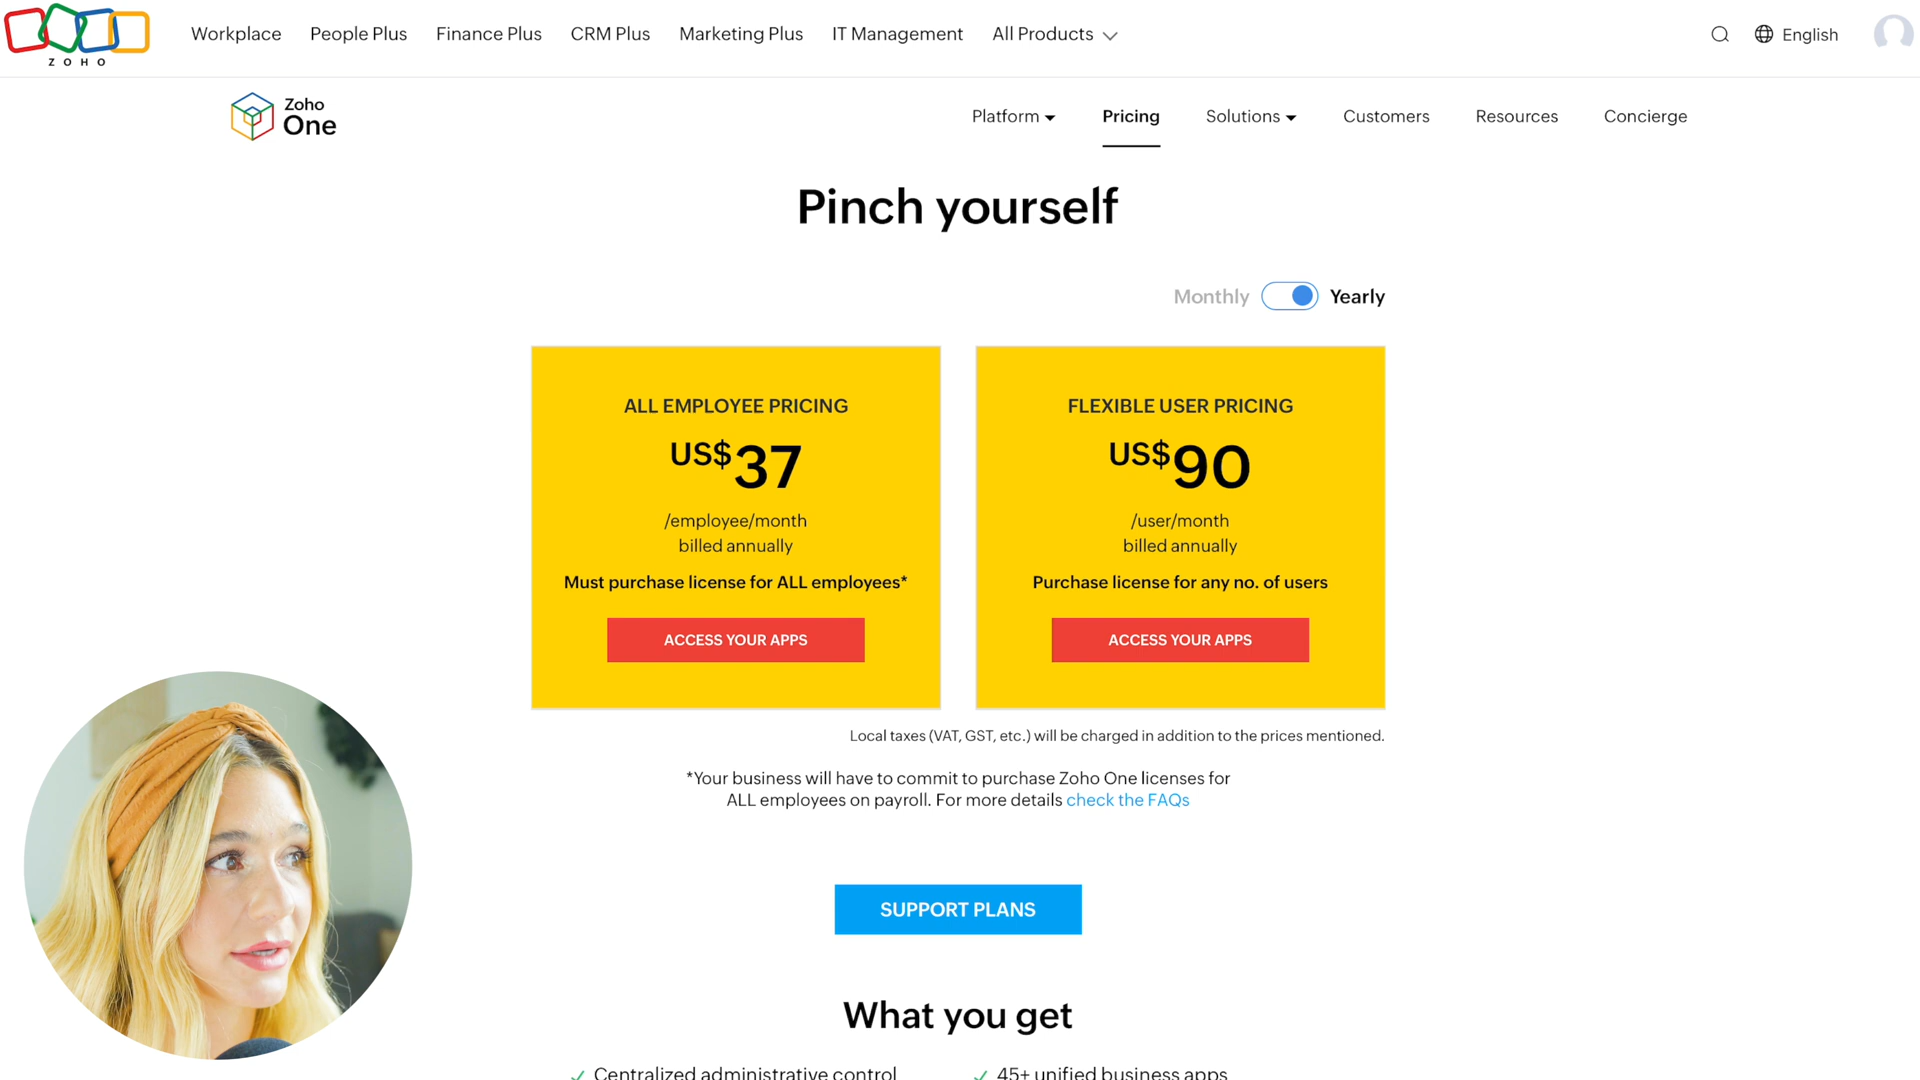 ZOHO
Workplace People Plus Finance Plus CRM Plus Marketing Plus IT Management All Products
English
Zoho
One
Platform Pricing Solutions Customers Resources Concierge
Pinch yourself
Monthly Yearly
ALL EMPLOYEE PRICING
US$37
/employee/month
billed annually
Must purchase license for ALL employees*
ACCESS YOUR APPS
FLEXIBLE USER PRICING
US$90
/user/month
billed annually
Purchase license for any no. of users
ACCESS YOUR APPS
Local taxes (VAT, GST, etc.) will be charged in addition to the prices mentioned.
*Your business will have to commit to purchase Zoho One licenses for
ALL employees on payroll. For more details check the FAQs
SUPPORT PLANS
What you get
Centralized administrative control
45+ unified business apps